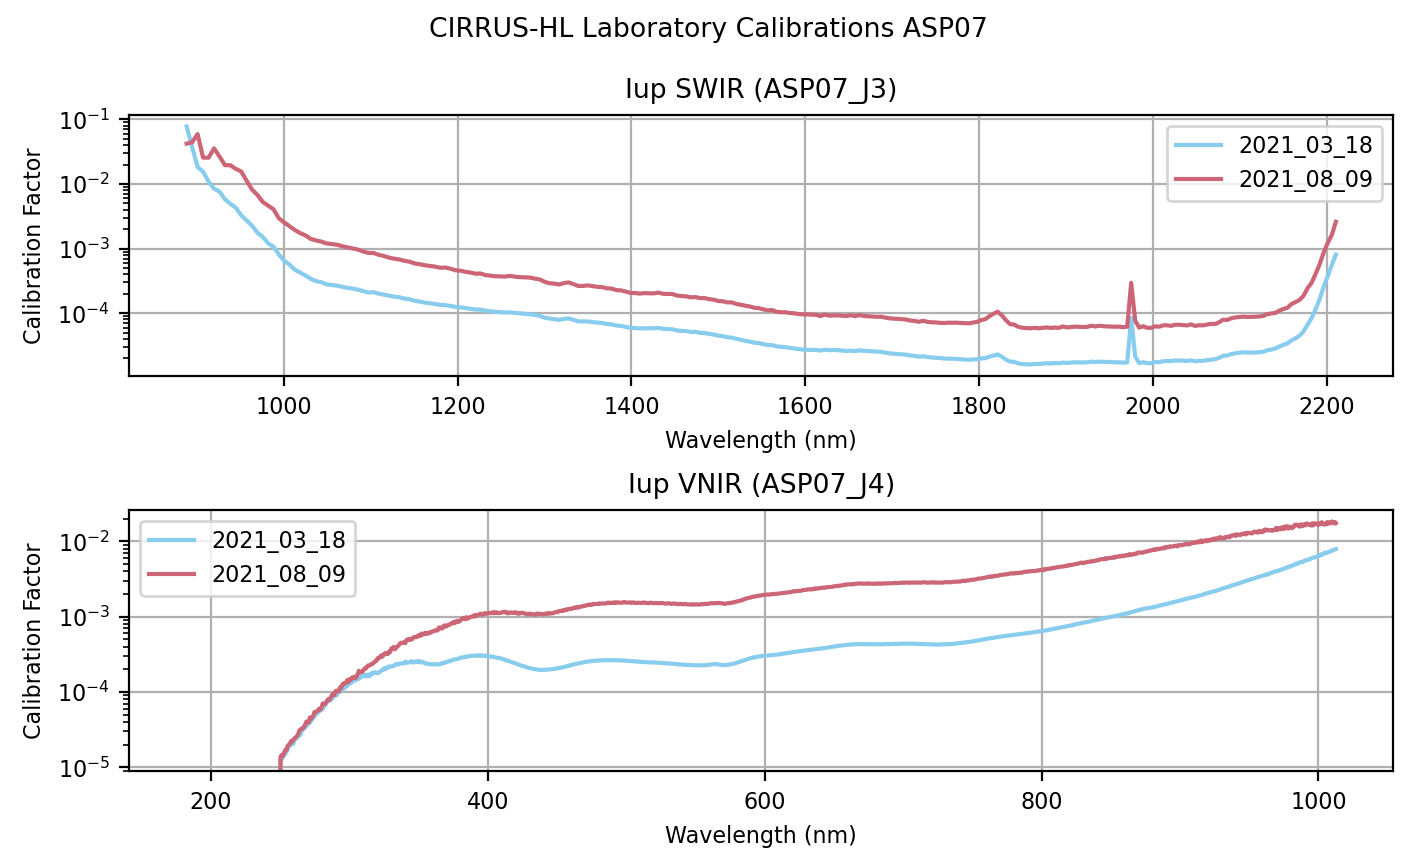 CIRRUS-HL Laboratory Calibrations ASP07
Iup SWIR (ASP07_J3)
Calibration Factor
10⁻¹
10⁻²
10⁻³
10⁻⁴
2021_03_18
2021_08_09
1000 1200 1400 1600 1800 2000 2200
Wavelength (nm)
Iup VNIR (ASP07_J4)
Calibration Factor
10⁻²
10⁻³
10⁻⁴
10⁻⁵
2021_03_18
2021_08_09
200 400 600 800 1000
Wavelength (nm)